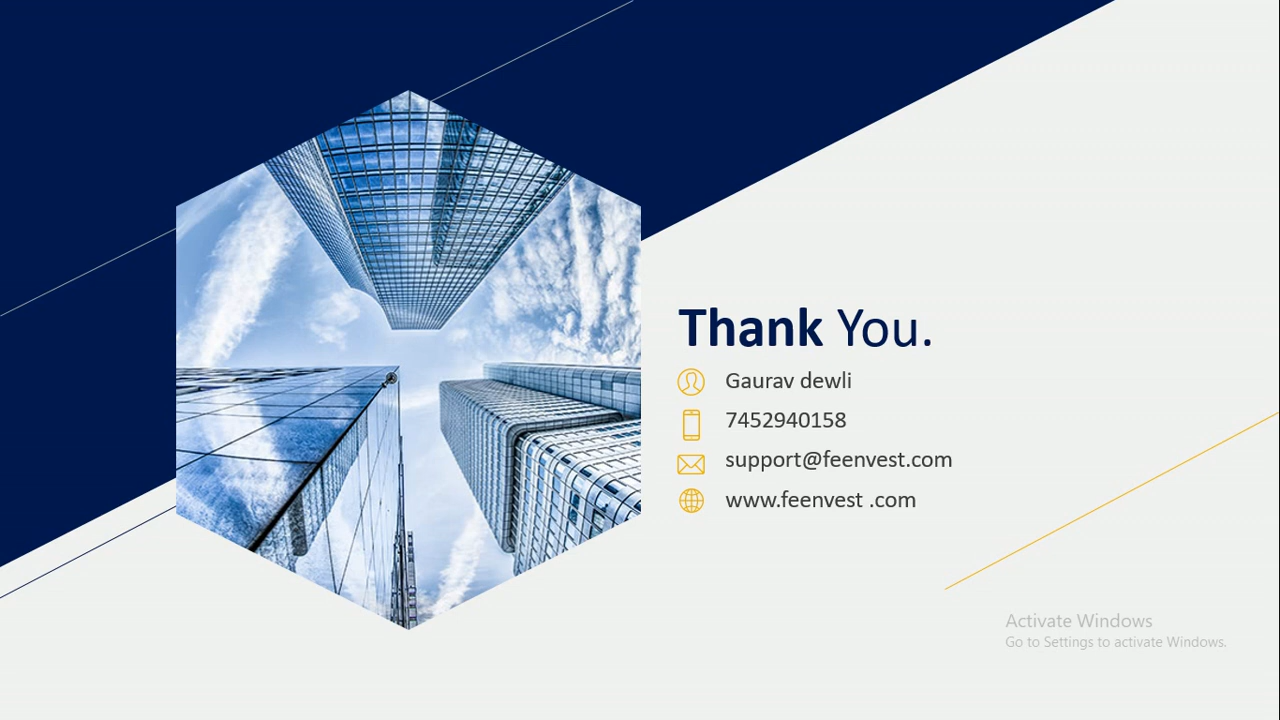 Thank You.
Gaurav dewli
7452940158
support@feenvest.com
www.feenvest .com
Activate Windows
Go to Settings to activate Windows.